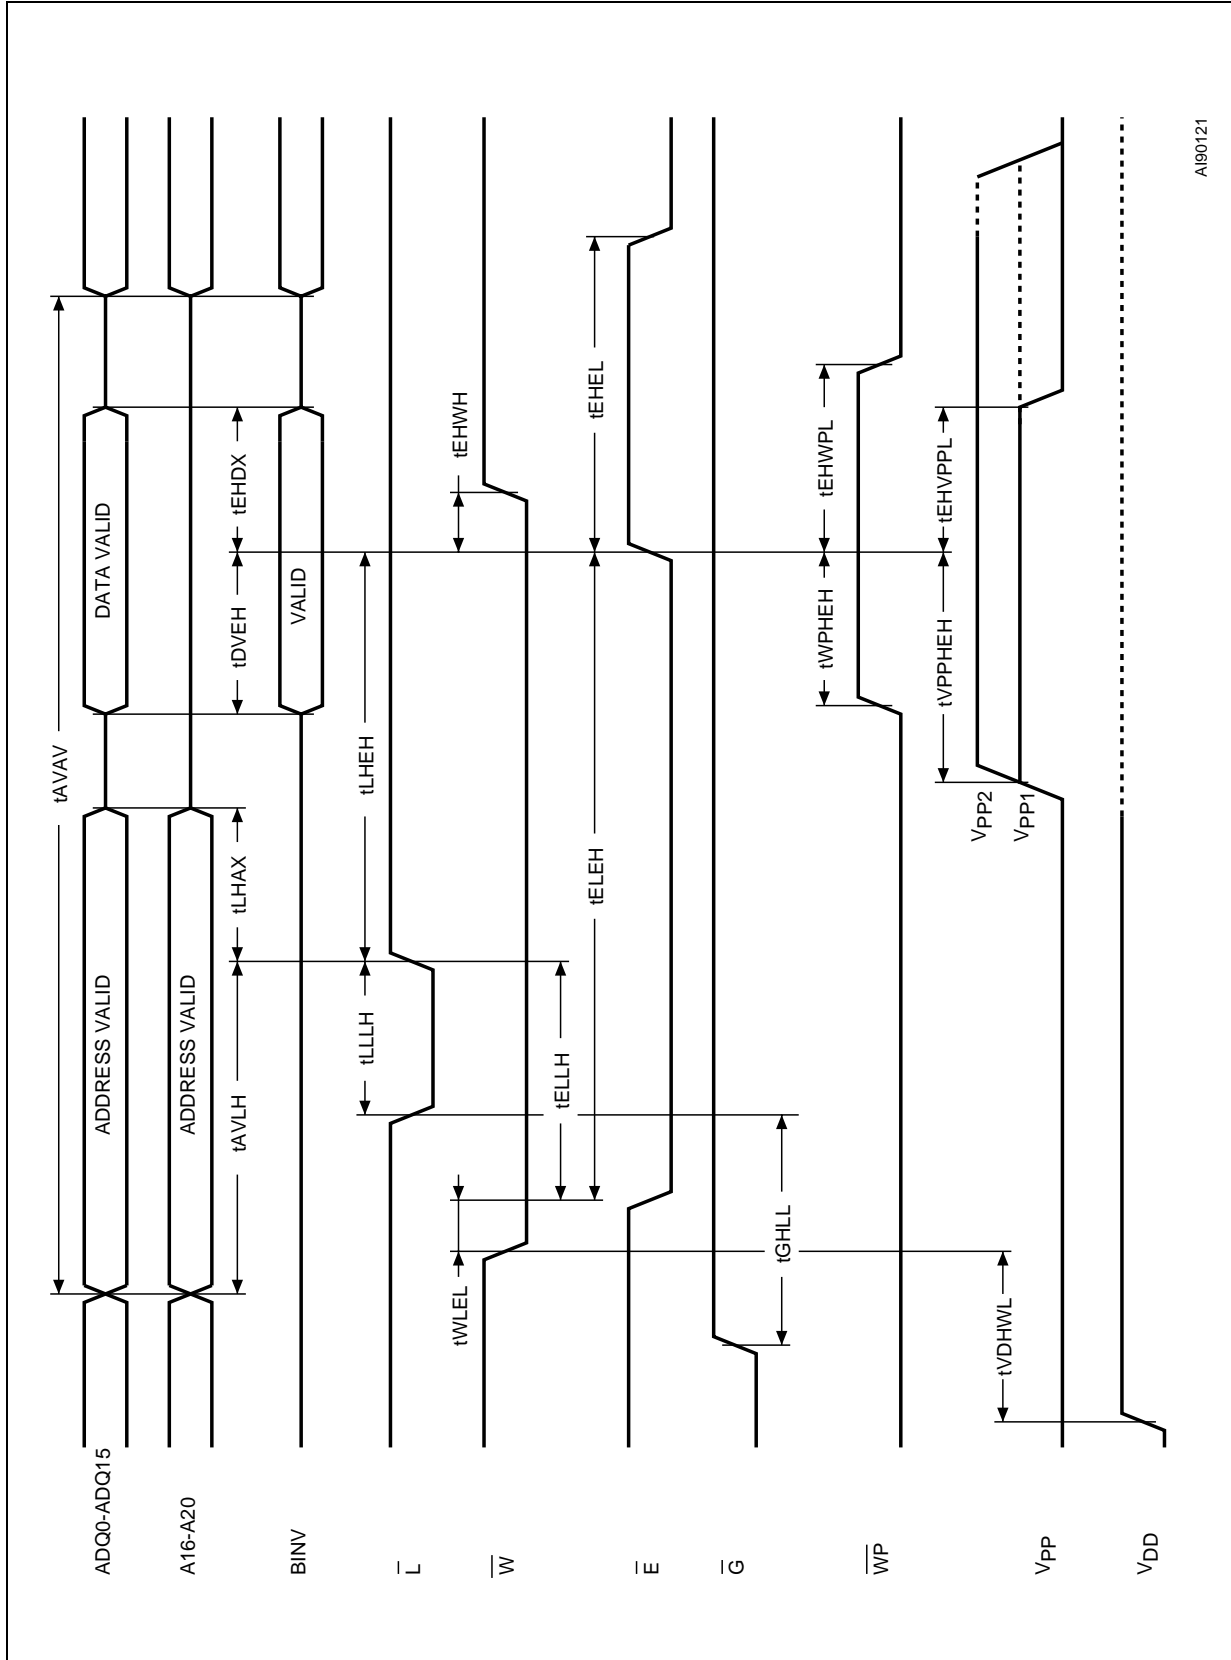 ADQ0-ADQ15
A16-A20
BINV
L
W
E
G
WP
VPP
VDD
tAVAV
ADDRESS VALID
DATA VALID
ADDRESS VALID
tAVLH
tLHAX
tDVEH
tEHDX
VALID
tLLLH
tLHEH
tWLEL
tEHWH
tELLH
tELEH
tEHEL
tGHLL
tWPHEH
tEHWPL
tVDHWL
tVPPHEH
tEHVPPL
VPP2
VPP1
AI90121